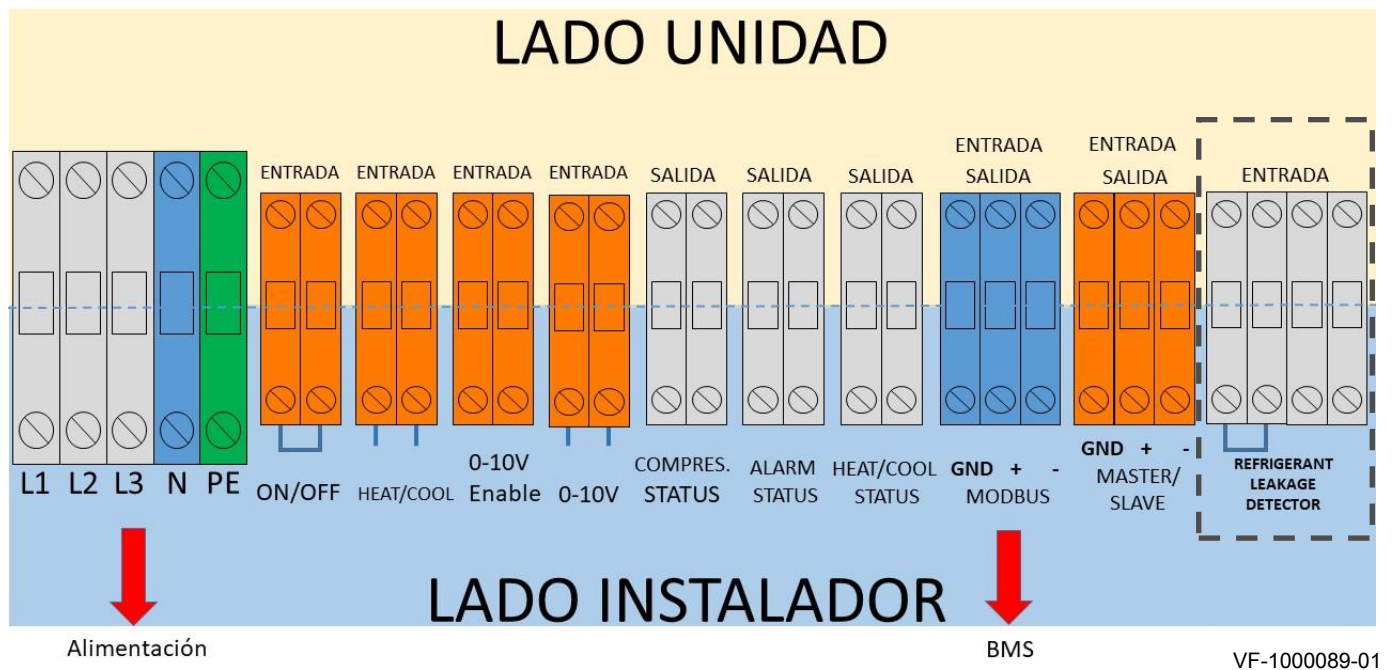 LADO UNIDAD
ENTRADA ENTRADA
ENTRADA ENTRADA ENTRADA ENTRADA SALIDA SALIDA SALIDA SALIDA SALIDA ENTRADA
L1 L2 L3 N PE
ON/OFF
HEAT/COOL
0-10V
Enable
0-10V
COMPRES.
STATUS
ALARM
STATUS
HEAT/COOL
STATUS
GND + -
MODBUS
GND + -
MASTER/
SLAVE
REFRIGERANT
LEAKAGE
DETECTOR
LADO INSTALADOR
Alimentación
BMS
VF-1000089-01